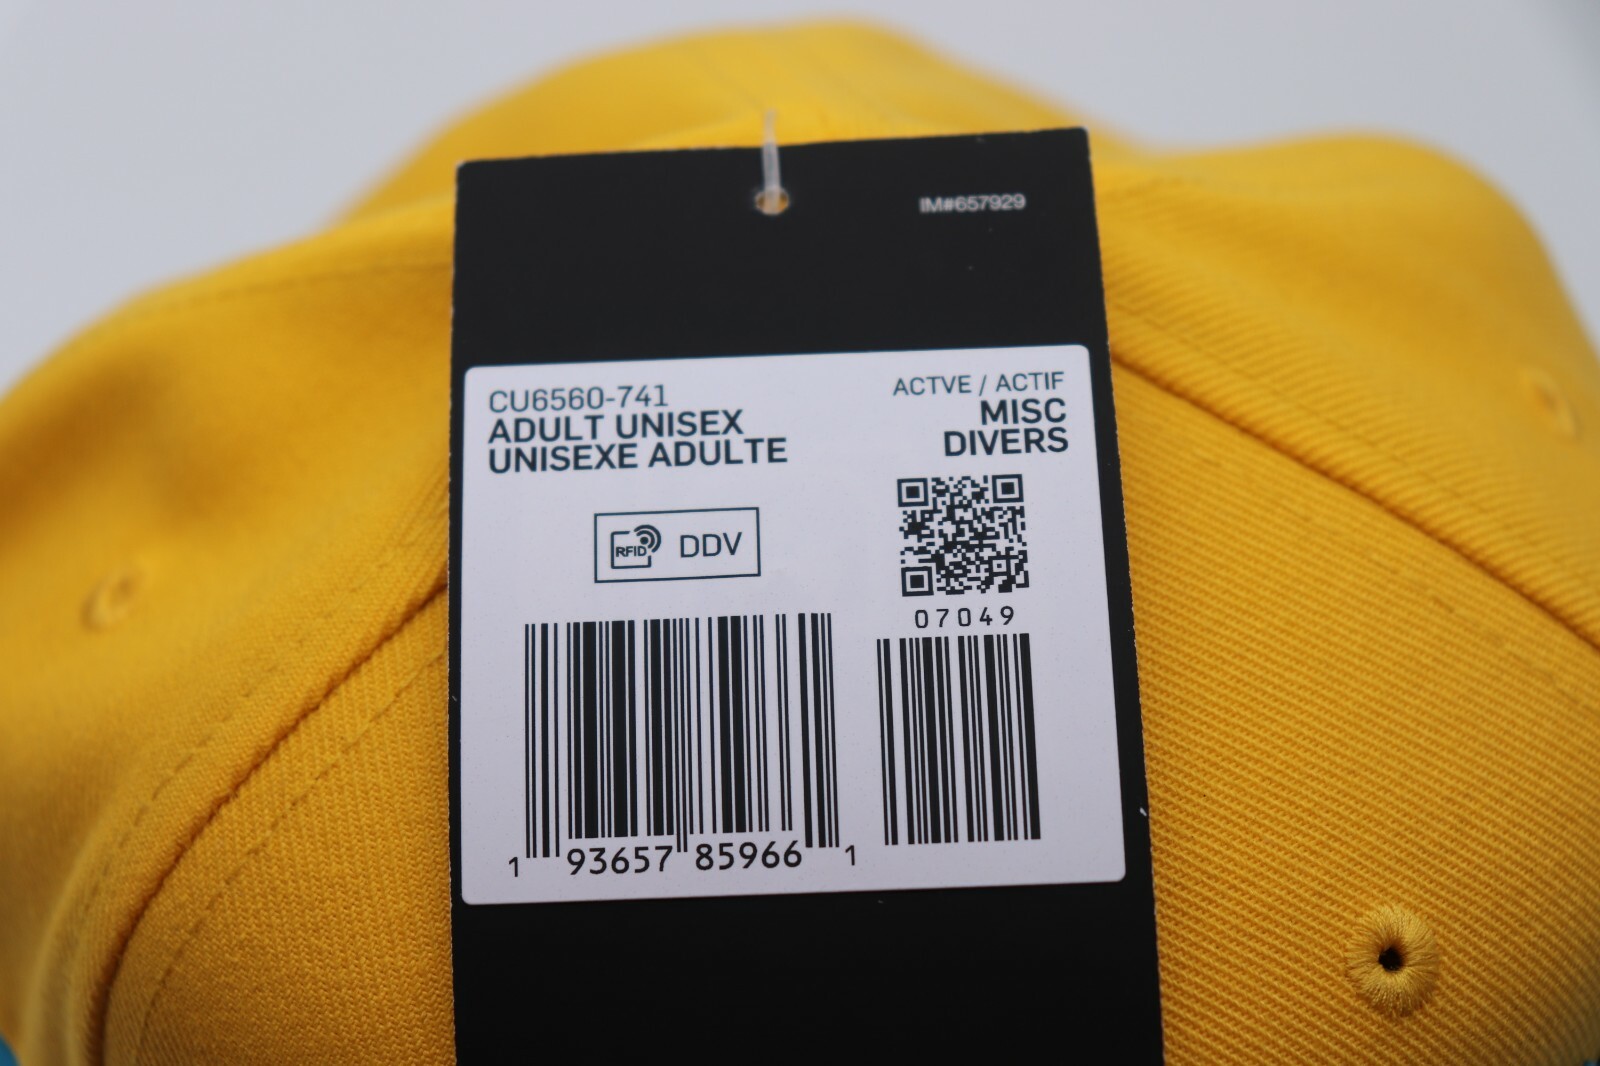 IM#657929
CU6560-741
ADULT UNISEX
UNISEXE ADULTE
ACTVE / ACTIF
MISC
DIVERS
RFID DDV
07049
1 93657 85966 1